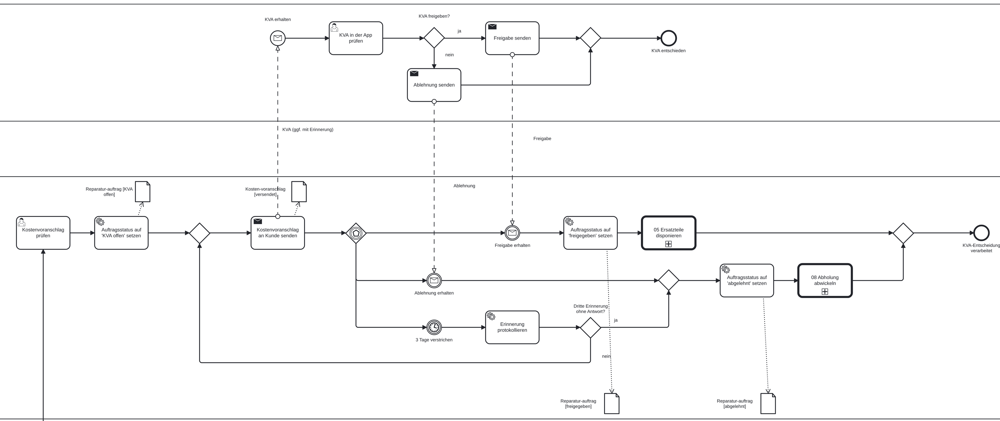 KVA erhalten
KVA in der App
prüfen
KVA freigeben?
ja
nein
Freigabe senden
Ablehnung senden
KVA entschieden
KVA (ggf. mit Erinnerung)
Freigabe
Ablehnung
Reparatur-auftrag [KVA
offen]
Kosten-voranschlag
[versendet]
Kostenvoranschlag
prüfen
Auftragsstatus auf
'KVA offen' setzen
Kostenvoranschlag
an Kunde senden
Freigabe erhalten
Auftragsstatus auf
'freigegeben' setzen
05 Ersatzteile
disponieren
KVA-Entscheidung
verarbeitet
Ablehnung erhalten
Auftragsstatus auf
'abgelehnt' setzen
08 Abholung
abwickeln
Dritte Erinnerung
ohne Antwort?
ja
Erinnerung
protokollieren
3 Tage verstrichen
nein
Reparatur-auftrag
[freigegeben]
Reparatur-auftrag
[abgelehnt]